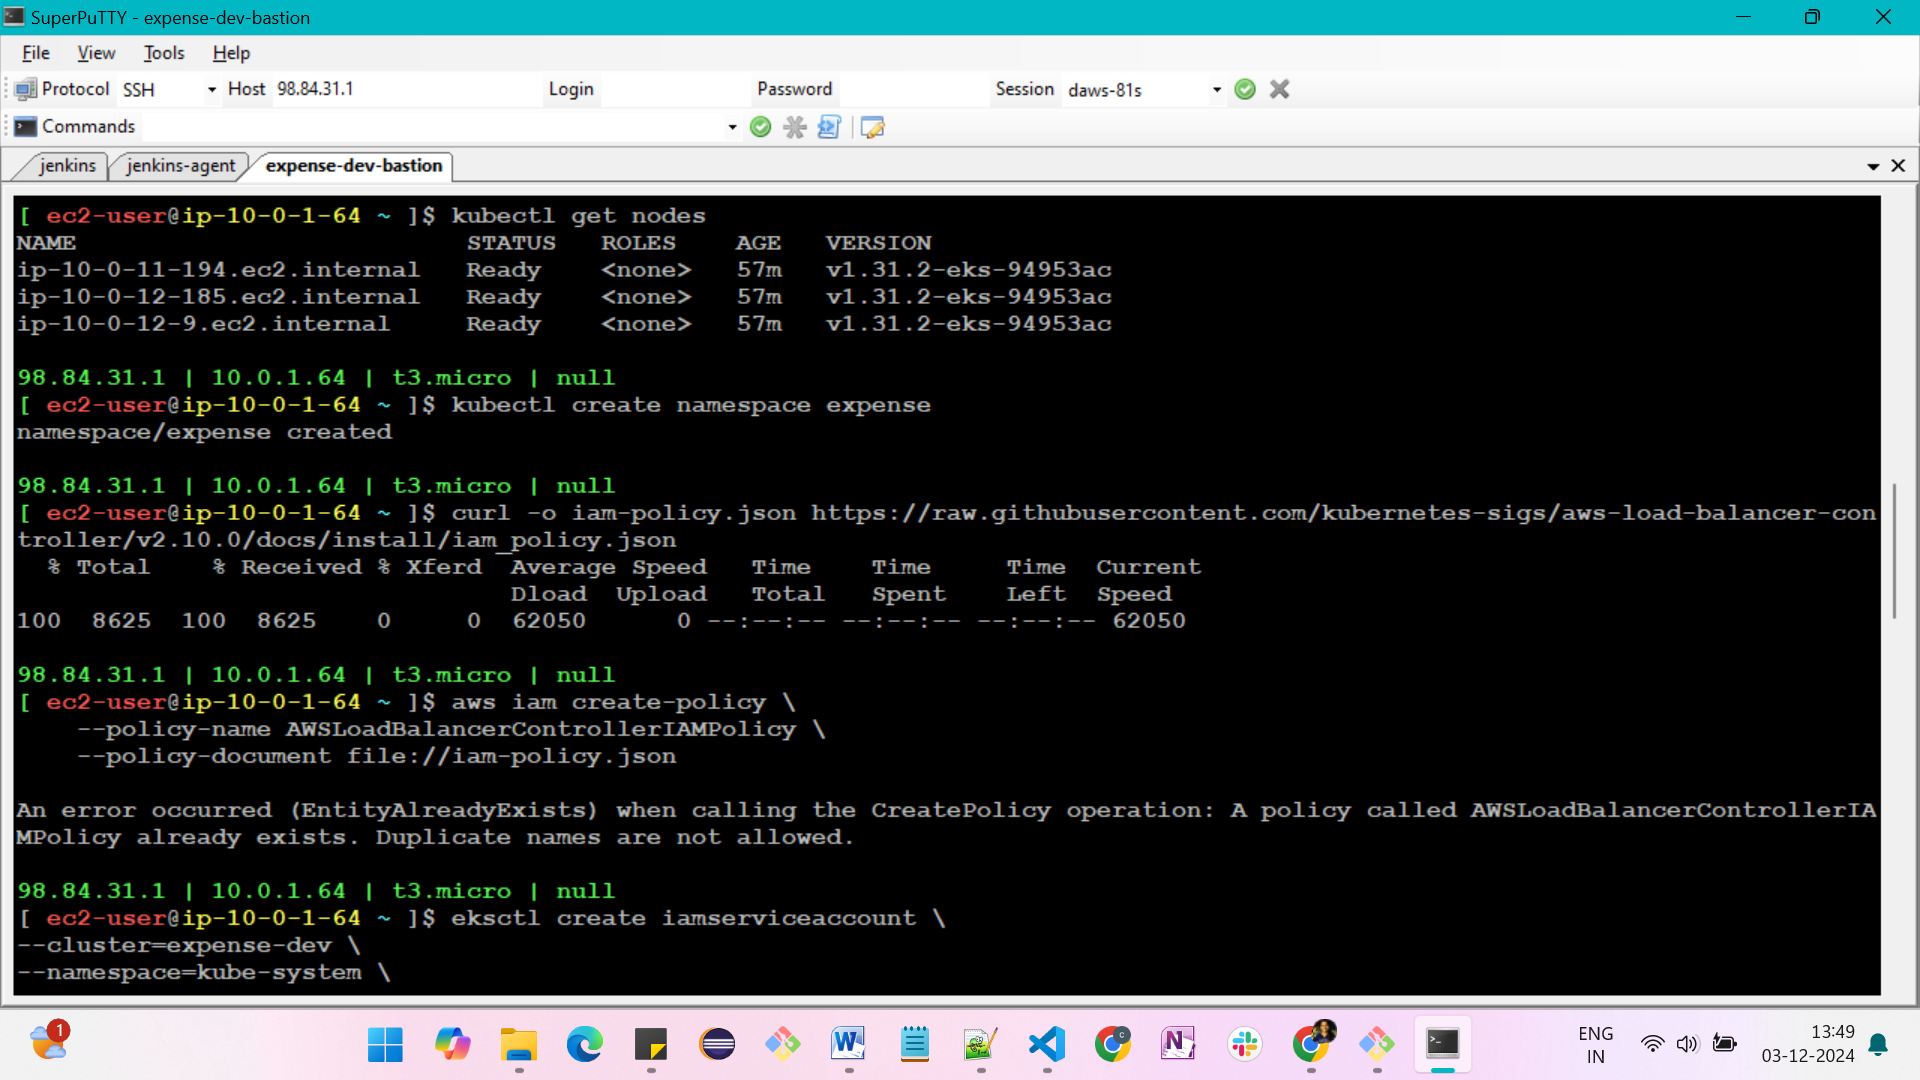 SuperPuTTY - expense-dev-bastion
File View Tools Help
Protocol SSH Host 98.84.31.1 Login Password Session daws-81s
Commands
jenkins jenkins-agent expense-dev-bastion
[ ec2-user@ip-10-0-1-64 ~ ]$ kubectl get nodes
NAME STATUS ROLES AGE VERSION
ip-10-0-11-194.ec2.internal Ready <none> 57m v1.31.2-eks-94953ac
ip-10-0-12-185.ec2.internal Ready <none> 57m v1.31.2-eks-94953ac
ip-10-0-12-9.ec2.internal Ready <none> 57m v1.31.2-eks-94953ac
98.84.31.1 | 10.0.1.64 | t3.micro | null
[ ec2-user@ip-10-0-1-64 ~ ]$ kubectl create namespace expense
namespace/expense created
98.84.31.1 | 10.0.1.64 | t3.micro | null
[ ec2-user@ip-10-0-1-64 ~ ]$ curl -o iam-policy.json https://raw.githubusercontent.com/kubernetes-sigs/aws-load-balancer-con
troller/v2.10.0/docs/install/iam_policy.json
% Total % Received % Xferd Average Speed Time Time Time Current
Dload Upload Total Spent Left Speed
100 8625 100 8625 0 0 62050 0 --:--:-- --:--:-- --:--:-- 62050
98.84.31.1 | 10.0.1.64 | t3.micro | null
[ ec2-user@ip-10-0-1-64 ~ ]$ aws iam create-policy \
--policy-name AWSLoadBalancerControllerIAMPolicy \
--policy-document file://iam-policy.json
An error occurred (EntityAlreadyExists) when calling the CreatePolicy operation: A policy called AWSLoadBalancerControllerIA
MPolicy already exists. Duplicate names are not allowed.
98.84.31.1 | 10.0.1.64 | t3.micro | null
[ ec2-user@ip-10-0-1-64 ~ ]$ eksctl create iamserviceaccount \
--cluster=expense-dev \
--namespace=kube-system \
1
ENG
IN
13:49
03-12-2024